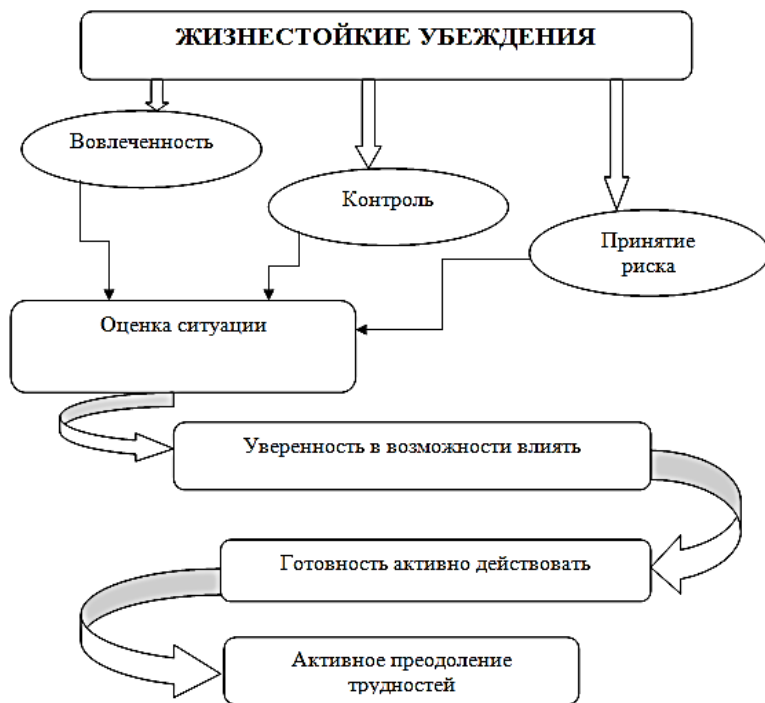 ЖИЗНЕСТОЙКИЕ УБЕЖДЕНИЯ
Вовлеченность
Контроль
Принятие
риска
Оценка ситуации
Уверенность в возможности влиять
Готовность активно действовать
Активное преодоление
трудностей